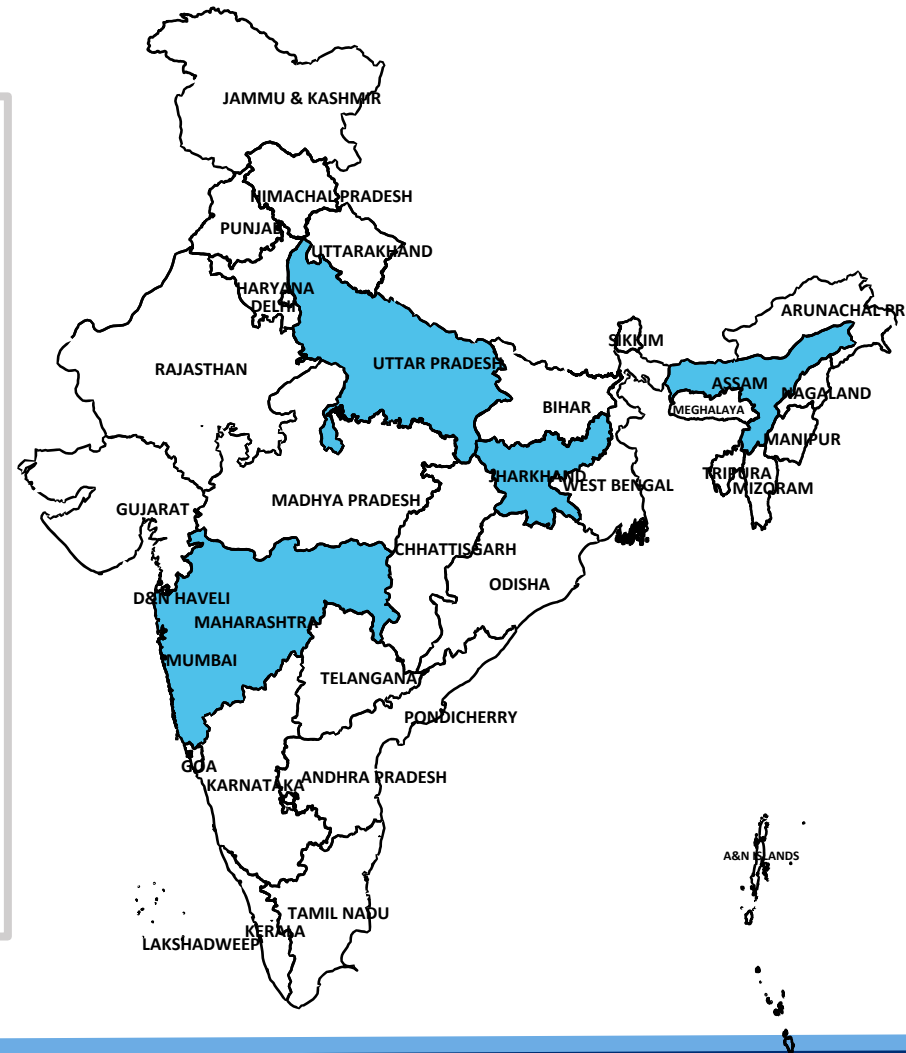 JAMMU & KASHMIR
HIMACHAL PRADESH
PUNJAB
UTTARAKHAND
HARYANA
DELHI
ARUNACHAL PR
SIKKIM
RAJASTHAN
UTTAR PRADESH
ASSAM
NAGALAND
BIHAR
MEGHALAYA
MANIPUR
JHARKHAND
TRIPURA
WEST BENGAL
MIZORAM
GUJARAT
MADHYA PRADESH
CHHATTISGARH
ODISHA
D&N HAVELI
MAHARASHTRA
MUMBAI
TELANGANA
PONDICHERRY
GOA
KARNATAKA
ANDHRA PRADESH
A&N ISLANDS
TAMIL NADU
KERALA
LAKSHADWEEP